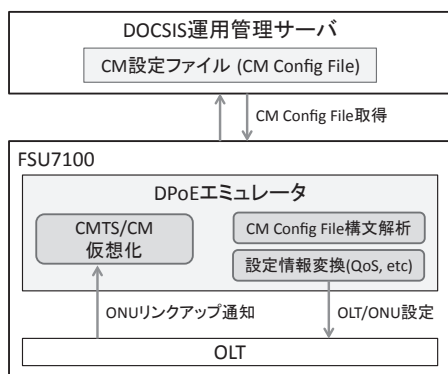 DOCSIS運用管理サーバ
CM設定ファイル (CM Config File)
CM Config File取得
FSU7100
DPoEエミュレータ
CMTS/CM
仮想化
CM Config File構文解析
設定情報変換(QoS, etc)
ONUリンクアップ通知
OLT/ONU設定
OLT